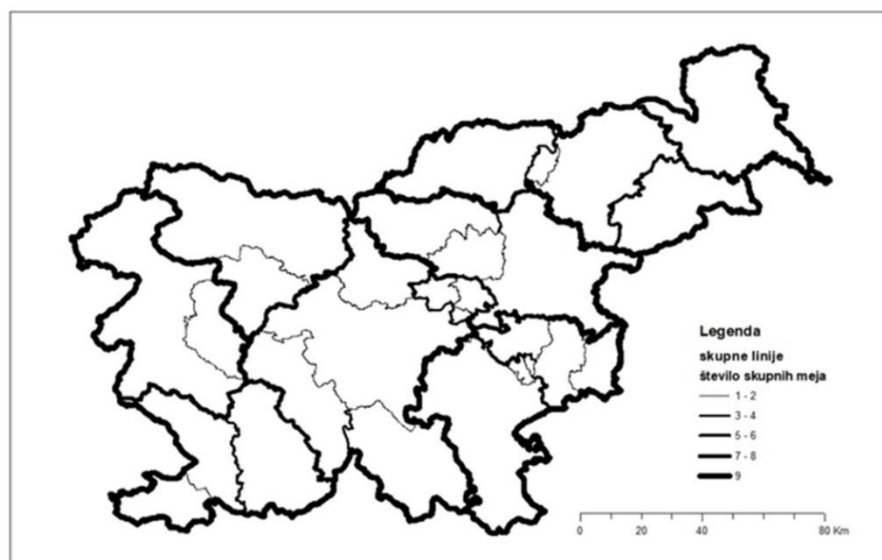 Legenda
skupne linije
število skupnih meja
1 - 2
3 - 4
5 - 6
7 - 8
9
0 20 40 80 Km